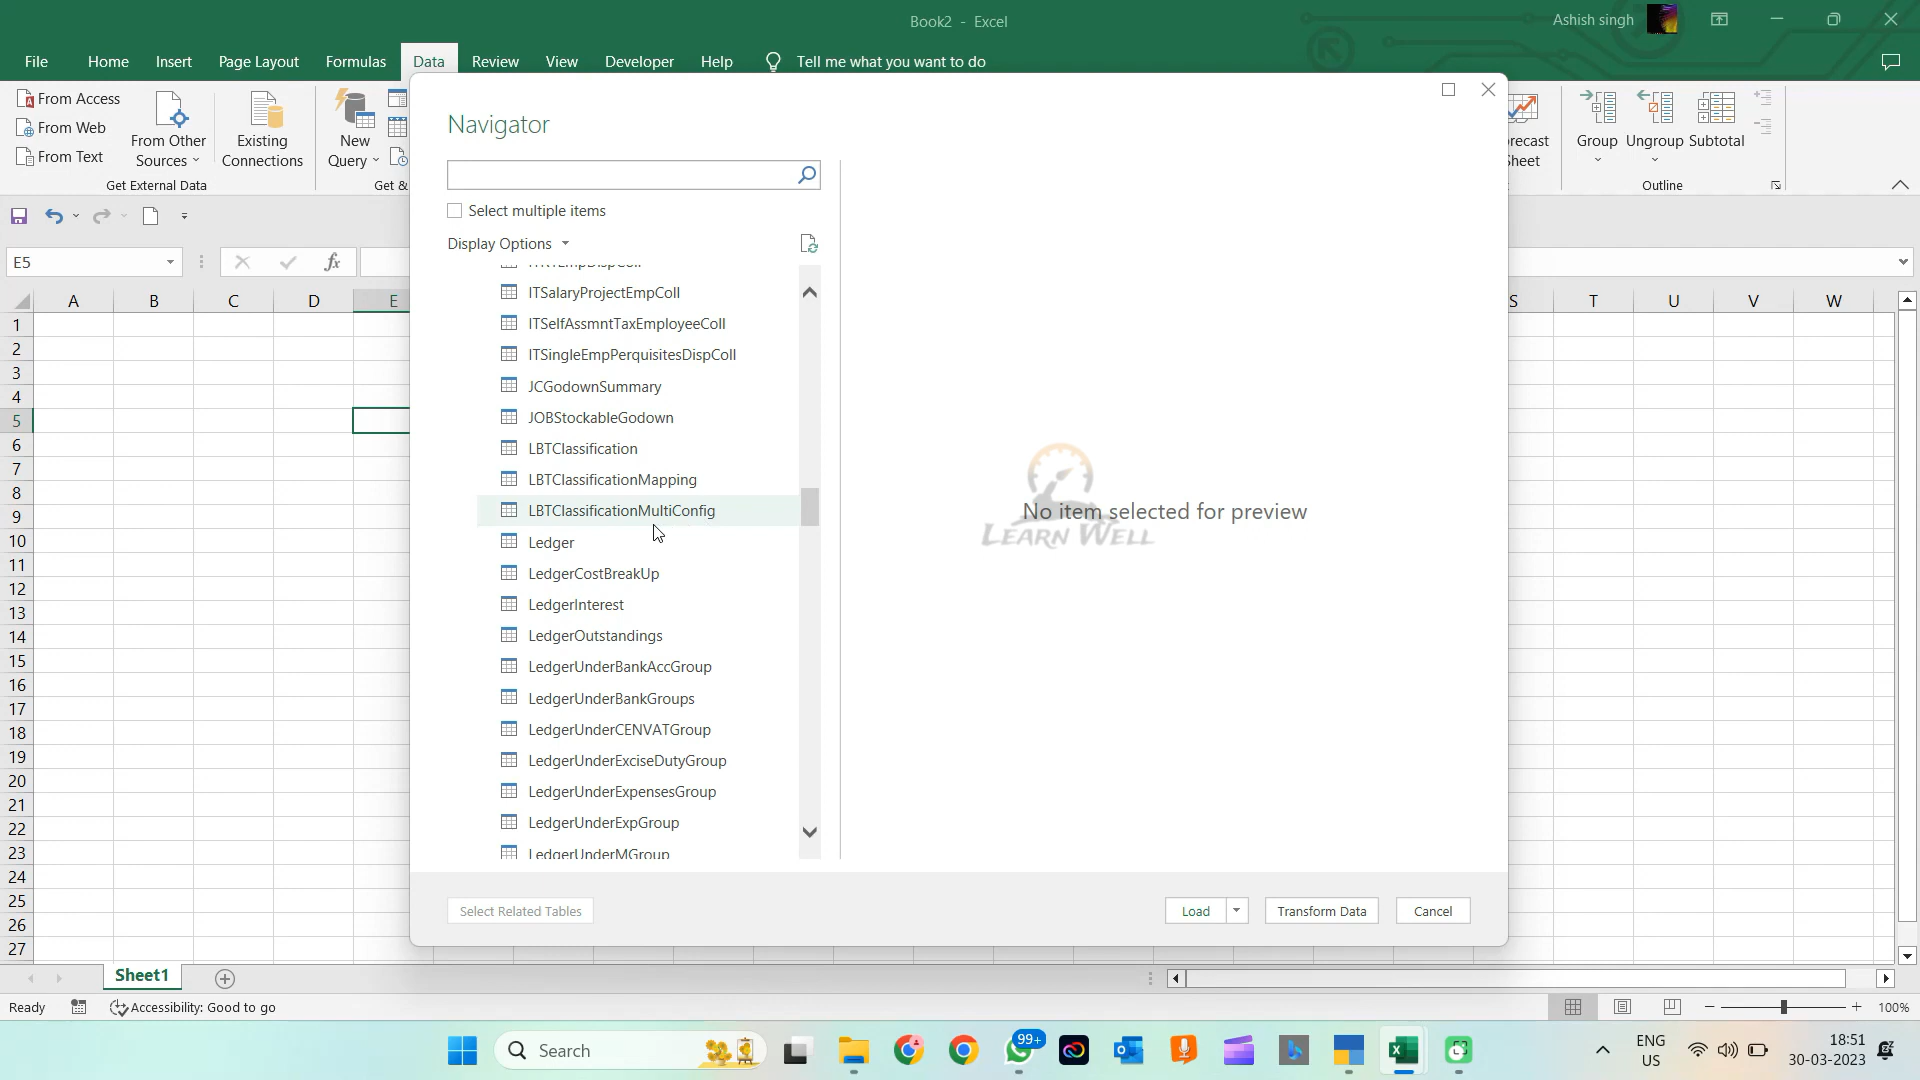 Book2 - Excel
Ashish singh
File
Home
Insert
Page Layout
Formulas
Data
Review
View
Developer
Help
Tell me what you want to do
From Access
From Web
From Text
From Other
Sources
Existing
Connections
Get External Data
New
Query
Get &
Group
Ungroup
Subtotal
Sheet
Outline
E5
fx
A B C D E S T U V W
1
2
3
4
5
6
7
8
9
10
11
12
13
14
15
16
17
18
19
20
21
22
23
24
25
26
27
Navigator
Select multiple items
Display Options
ITSalaryProjectEmpColl
ITSelfAssmntTaxEmployeeColl
ITSingleEmpPerquisitesDispColl
JCGodownSummary
JOBStockableGodown
LBTClassification
LBTClassificationMapping
LBTClassificationMultiConfig
Ledger
LedgerCostBreakUp
LedgerInterest
LedgerOutstandings
LedgerUnderBankAccGroup
LedgerUnderBankGroups
LedgerUnderCENVATGroup
LedgerUnderExciseDutyGroup
LedgerUnderExpensesGroup
LedgerUnderExpGroup
LedgerUnderMGroup
No item selected for preview
LEARN WELL
Select Related Tables
Load
Transform Data
Cancel
Sheet1
Ready
Accessibility: Good to go
100%
Search
99+
ENG
US
18:51
30-03-2023